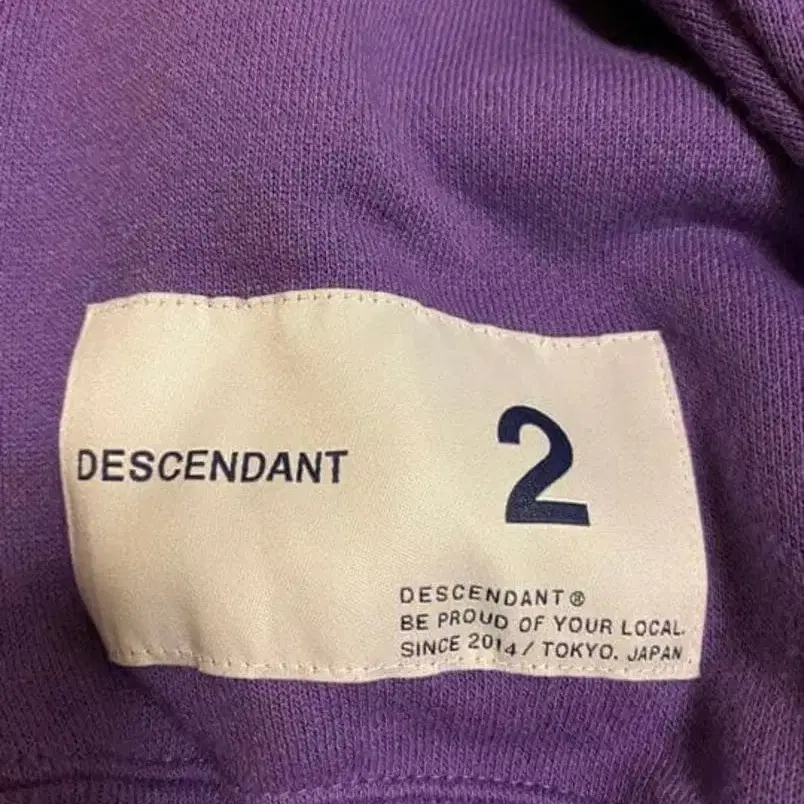 DESCENDANT
2
DESCENDANT®
BE PROUD OF YOUR LOCAL.
SINCE 2014 / TOKYO. JAPAN